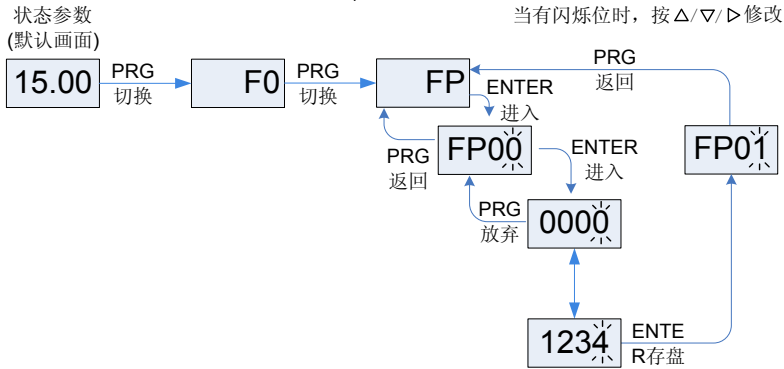 状态参数
(默认画面)
当有闪烁位时，按△/▽/▷修改
15.00
PRG
切换
F0
PRG
切换
FP
PRG
返回
ENTER
进入
PRG
返回
FP00
ENTER
进入
FP01
PRG
放弃
0000
1234
ENTE
R存盘